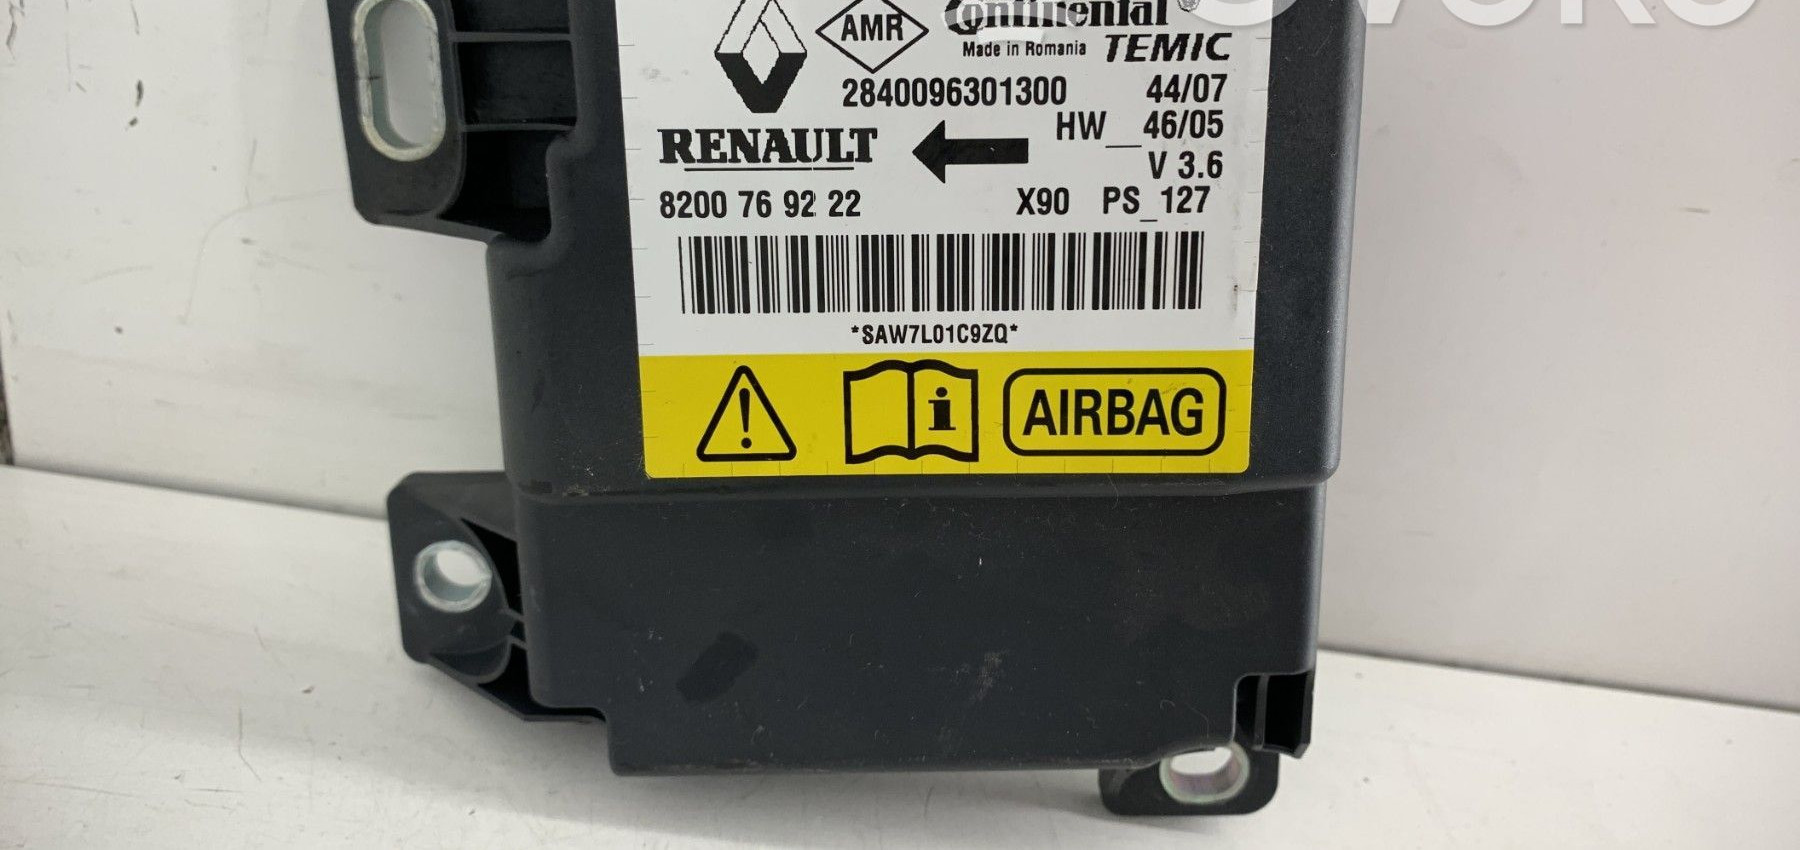 AMR Continental
Made in Romania TEMIC
2840096301300 44/07
HW__46/05
RENAULT
V 3.6
8200 76 92 22 X90 PS_127
*SAW7L01C9ZQ*
! i AIRBAG